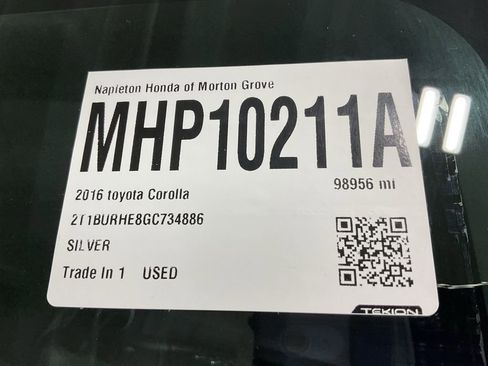 Napleton Honda of Morton Grove
MHP10211A
98956 mi
2016 toyota Corolla
2T1BURHE8GC734886
SILVER
Trade In 1 USED
TEKION